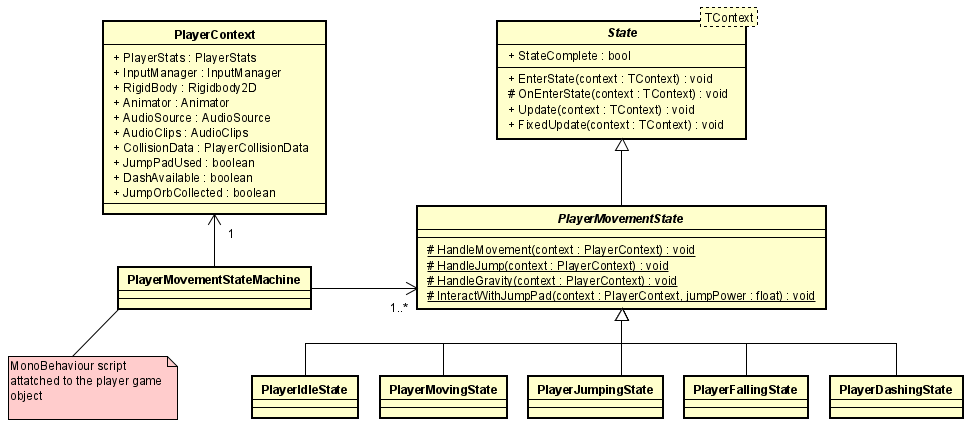 PlayerContext
+ PlayerStats : PlayerStats
+ InputManager : InputManager
+ RigidBody : Rigidbody2D
+ Animator : Animator
+ AudioSource : AudioSource
+ AudioClips : AudioClips
+ CollisionData : PlayerCollisionData
+ JumpPadUsed : boolean
+ DashAvailable : boolean
+ JumpOrbCollected : boolean
TContext
State
+ StateComplete : bool
+ EnterState(context : TContext) : void
# OnEnterState(context : TContext) : void
+ Update(context : TContext) : void
+ FixedUpdate(context : TContext) : void
1
PlayerMovementState
# HandleMovement(context : PlayerContext) : void
# HandleJump(context : PlayerContext) : void
# HandleGravity(context : PlayerContext) : void
# InteractWithJumpPad(context : PlayerContext, jumpPower : float) : void
PlayerMovementStateMachine
1..*
MonoBehaviour script
attatched to the player game
object
PlayerIdleState
PlayerMovingState
PlayerJumpingState
PlayerFallingState
PlayerDashingState